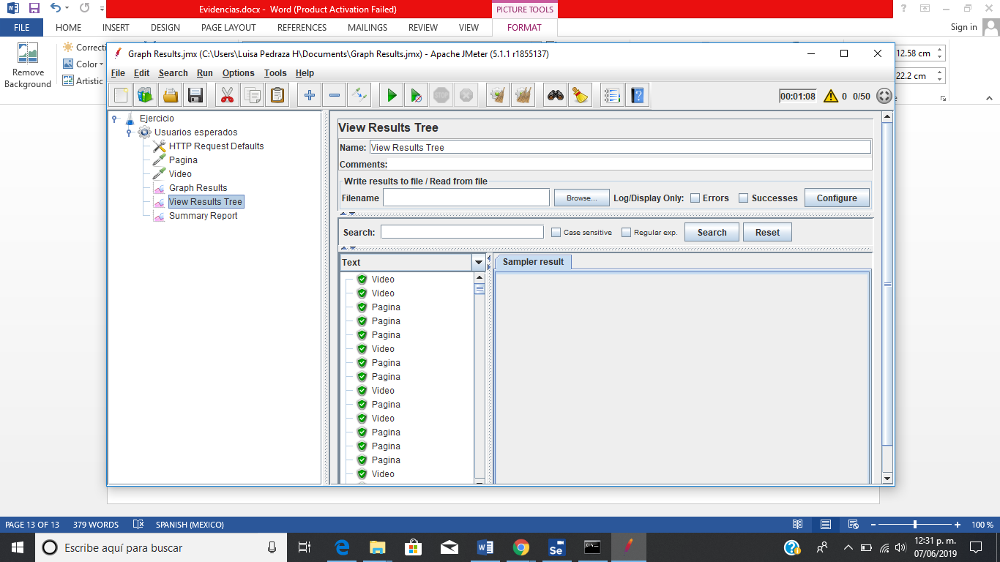 Evidencias.docx - Word (Product Activation Failed)
PICTURE TOOLS
FILE HOME INSERT DESIGN PAGE LAYOUT REFERENCES MAILINGS REVIEW VIEW FORMAT Sign in
Remove Background
Color
Artistic
12.58 cm
22.2 cm
Graph Results.jmx (C:\Users\Luisa Pedraza H\Documents\Graph Results.jmx) - Apache JMeter (5.1.1 r1855137)
File Edit Search Run Options Tools Help
STOP
00:01:08 0 0/50
Ejercicio
Usuarios esperados
HTTP Request Defaults
Pagina
Video
Graph Results
View Results Tree
Summary Report
View Results Tree
Name: View Results Tree
Comments:
Write results to file / Read from file
Filename Browse... Log/Display Only: Errors Successes Configure
Search: Case sensitive Regular exp. Search Reset
Text
Sampler result
Video
Video
Pagina
Pagina
Pagina
Video
Pagina
Pagina
Video
Pagina
Video
Pagina
Pagina
Pagina
Video
PAGE 13 OF 13 379 WORDS SPANISH (MEXICO) 100 %
Escribe aquí para buscar
Se
12:31 p. m.
07/06/2019